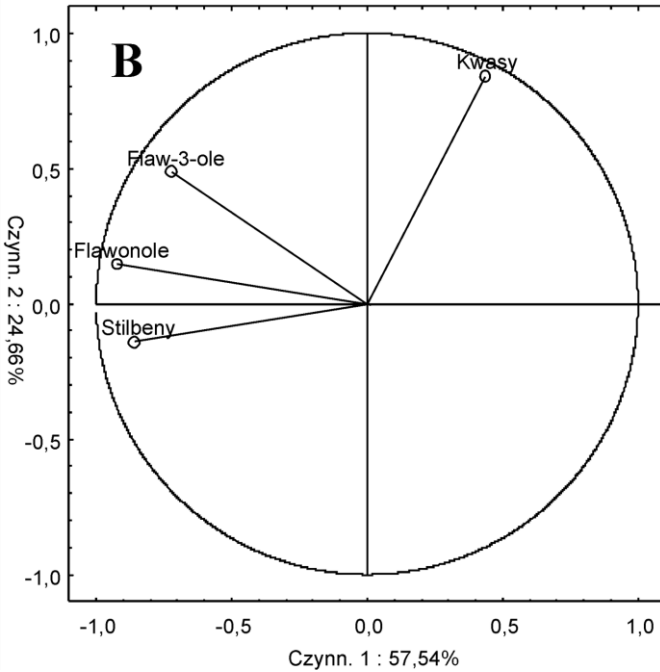 1,0
B
Kwasy
Flaw-3-ole
0,5
Flawonole
0,0
Stilbeny
Czynn. 2 : 24,66%
-0,5
-1,0
-1,0 -0,5 0,0 0,5 1,0
Czynn. 1 : 57,54%